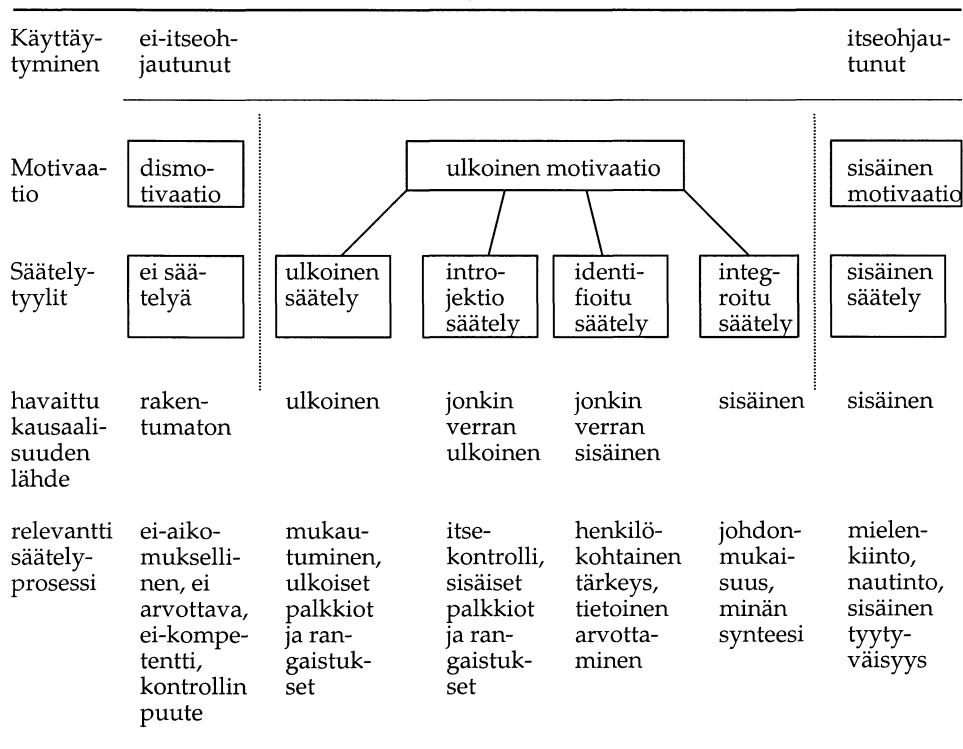 Käyttäy- ei-itseoh- itseohjau-
tyminen jautunut tunut
Motivaa- dismo- ulkoinen motivaatio sisäinen
tio tivaatio motivaatio
Säätely- ei sää- ulkoinen intro- identi- integ- sisäinen
tyylit telyä säätely jektio fioitu roitu säätely
säätely säätely säätely
havaittu raken- ulkoinen jonkin jonkin sisäinen sisäinen
kausaali- tumaton verran verran
suuden ulkoinen sisäinen
lähde
relevantti ei-aiko- mukau- itse- henkilö- johdon- mielen-
säätely- mukselli- tuminen, kontrolli, kohtainen mukai- kiinto,
prosessi nen, ei ulkoiset sisäiset tärkeys, suus, nautinto,
arvottava, palkkiot palkkiot tietoinen minän sisäinen
ei-kompe- ja ran- ja ran- arvotta- synteesi tyyty-
tentti, gaistuk- gaistuk- minen väisyys
kontrollin set set
puute